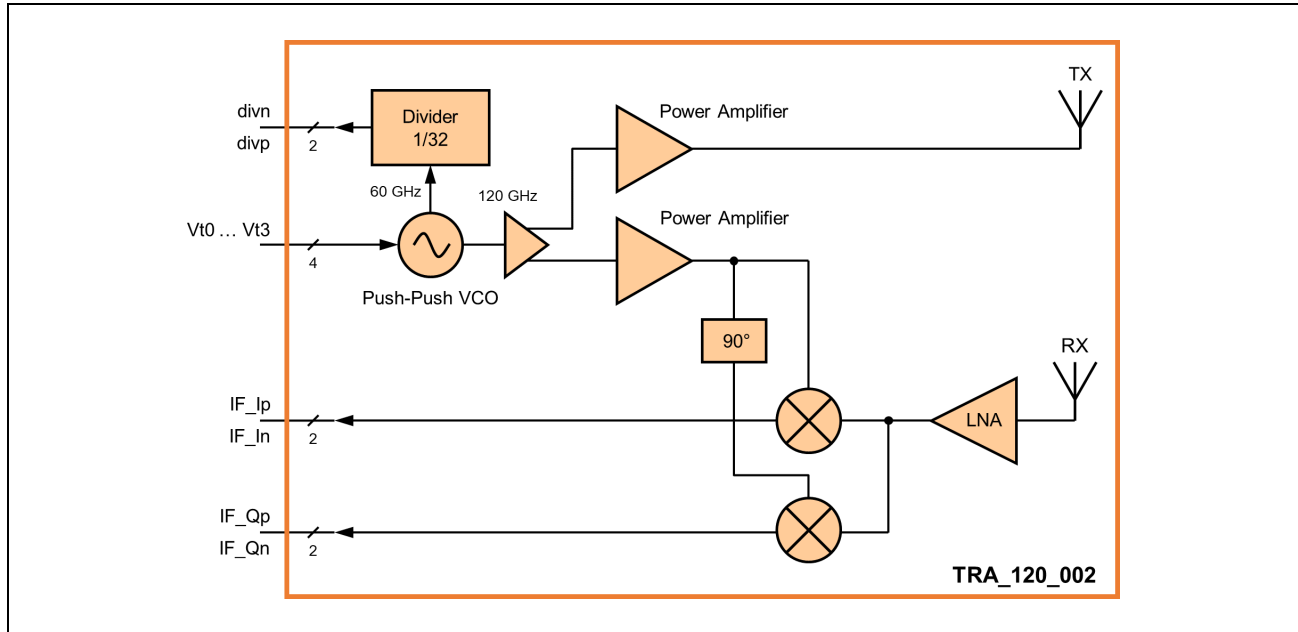 TX
divn
divp
2
Divider
1/32
Power Amplifier
60 GHz
120 GHz
Vt0 … Vt3
4
Push-Push VCO
Power Amplifier
90°
RX
IF_Ip
IF_In
2
LNA
IF_Qp
IF_Qn
2
TRA_120_002